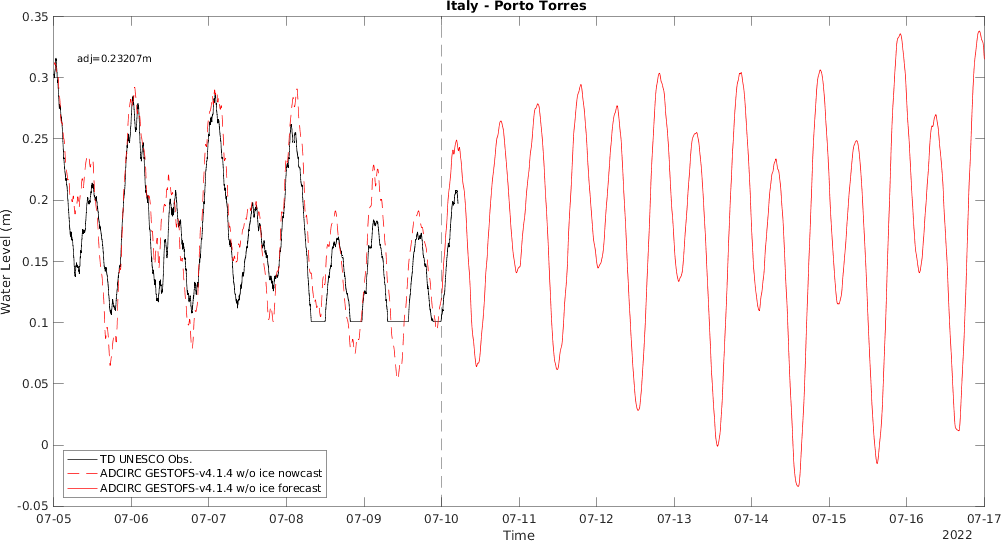 Italy - Porto Torres
0.35
0.3
0.25
0.2
0.15
0.1
0.05
0
-0.05
Water Level (m)
adj=0.23207m
TD UNESCO Obs.
ADCIRC GESTOFS-v4.1.4 w/o ice nowcast
ADCIRC GESTOFS-v4.1.4 w/o ice forecast
07-05 07-06 07-07 07-08 07-09 07-10 07-11 07-12 07-13 07-14 07-15 07-16 07-17
Time
2022